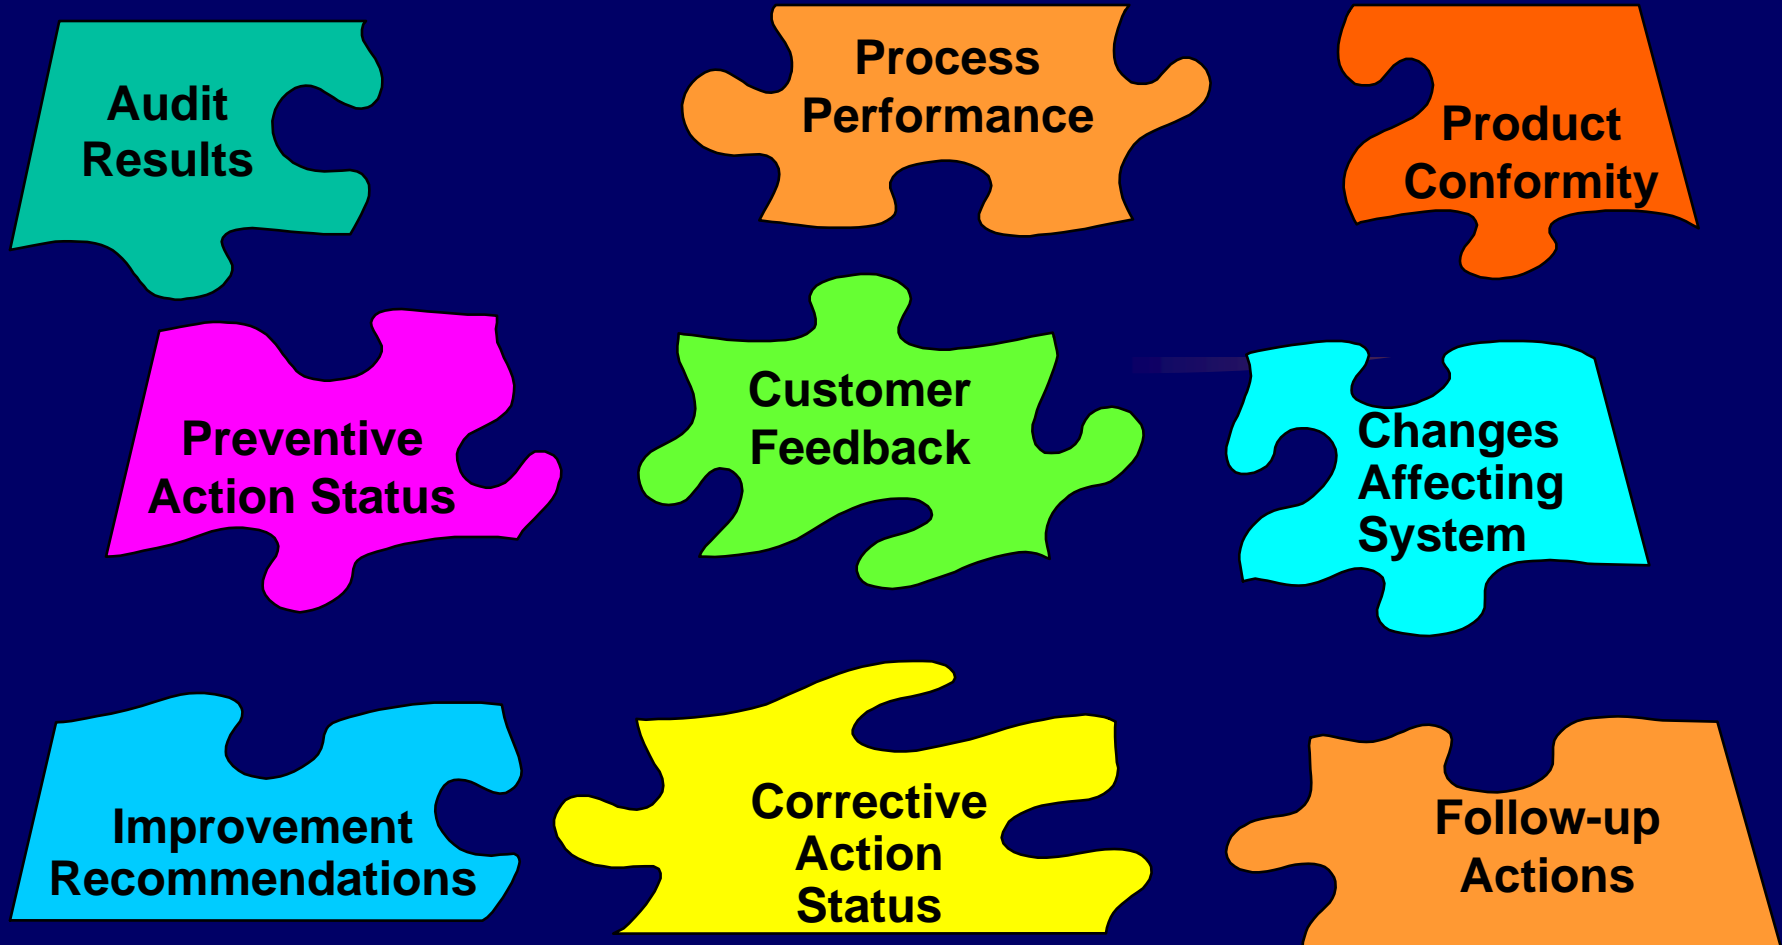 Audit
Results
Process
Performance
Product
Conformity
Preventive
Action Status
Customer
Feedback
Changes
Affecting
System
Improvement
Recommendations
Corrective
Action
Status
Follow-up
Actions